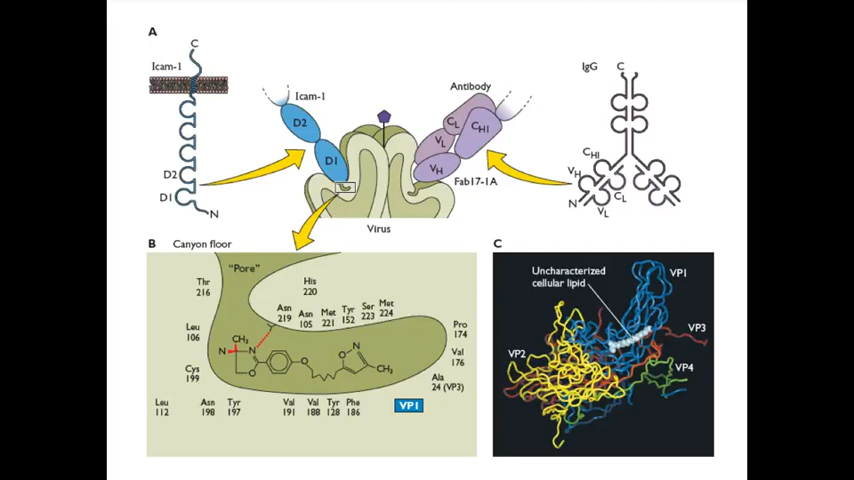 A
C
Icam-1
D2
D1
N
Icam-1
D2
D1
Antibody
CL
CHI
VL
VH
Fab17-1A
Virus
IgG
C
CHI
VH
N
CL
VL
B
Canyon floor
"Pore"
Thr
216
His
220
Asn
219
Asn
105
Met
221
Tyr
152
Ser
223
Met
224
Leu
106
Pro
174
Val
176
Cys
199
Ala
24 (VP3)
CH3
N
N
O
O
O
N
CH3
Leu
112
Asn
198
Tyr
197
Val
191
Val
188
Tyr
128
Phe
186
VP1
C
Uncharacterized
cellular lipid
VP1
VP3
VP2
VP4